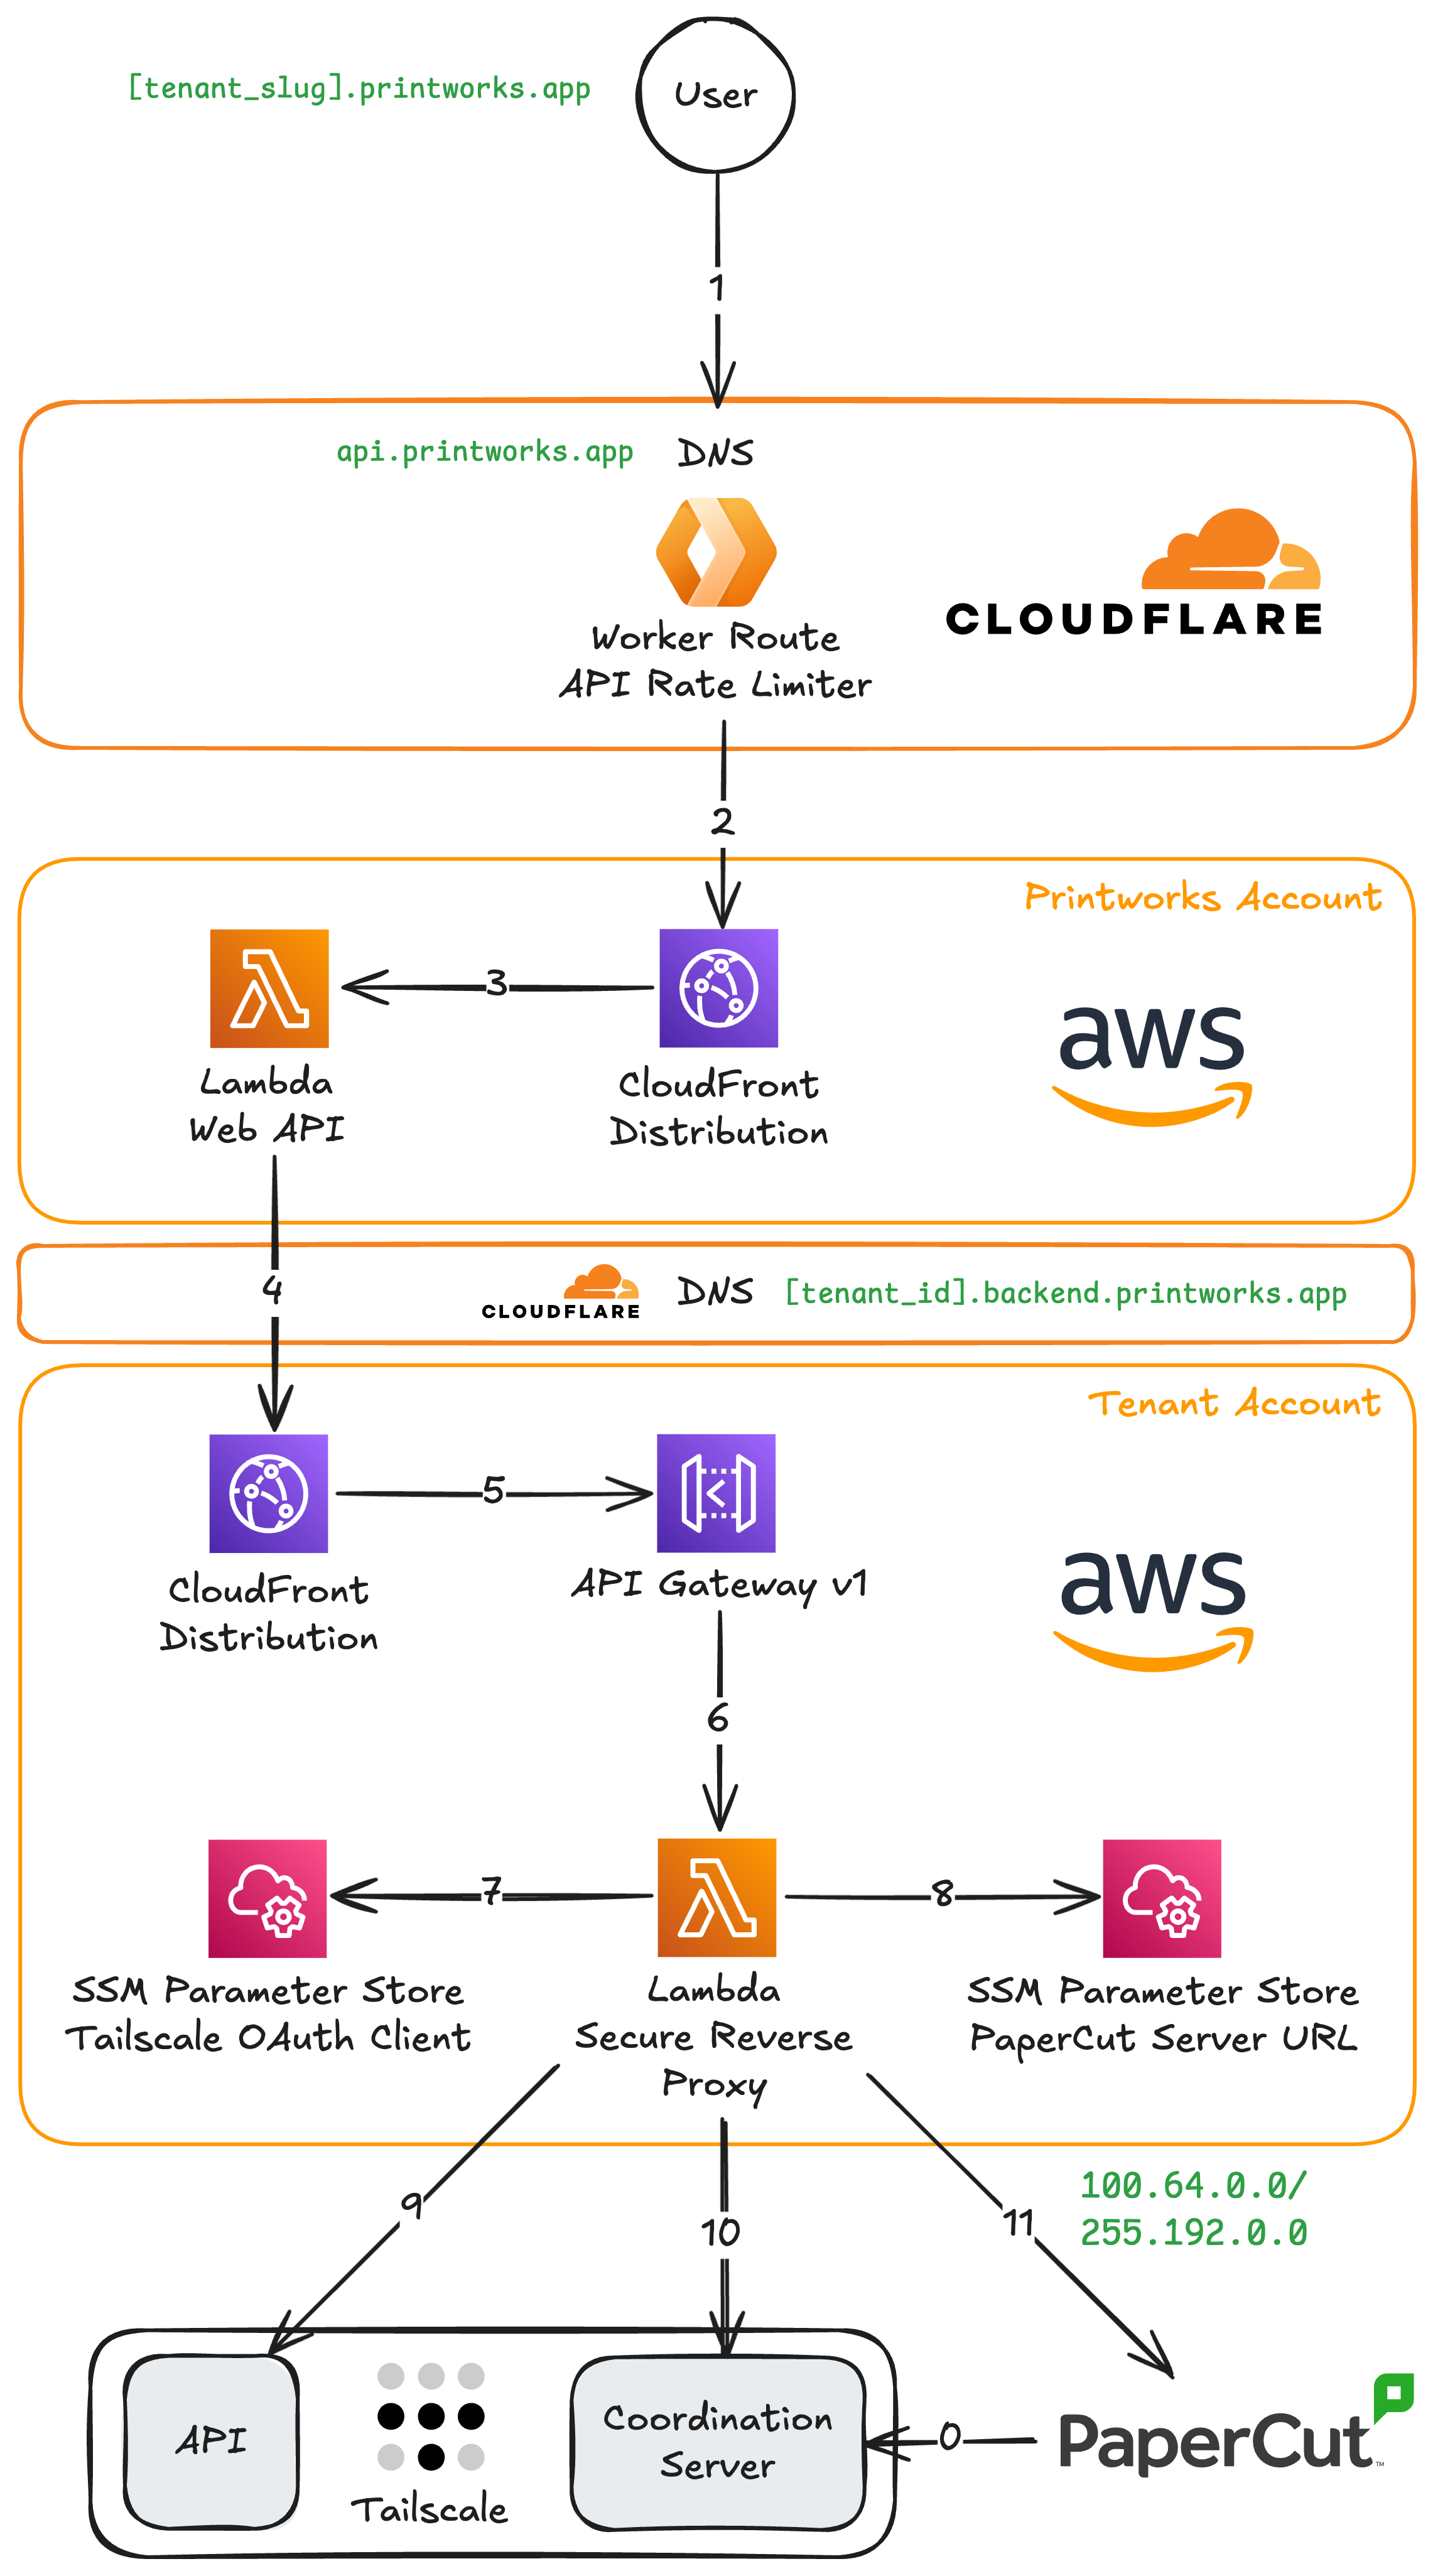 [tenant_slug].printworks.app
User
1
api.printworks.app
DNS
Worker Route
API Rate Limiter
CLOUDFLARE
2
Printworks Account
3
Lambda
Web API
CloudFront
Distribution
aws
4
CLOUDFLARE
DNS
[tenant_id].backend.printworks.app
Tenant Account
5
CloudFront
Distribution
API Gateway v1
aws
6
7
8
SSM Parameter Store
Tailscale OAuth Client
Lambda
Secure Reverse
Proxy
SSM Parameter Store
PaperCut Server URL
9
10
11
100.64.0.0/
255.192.0.0
API
Tailscale
Coordination
Server
0
PaperCut™